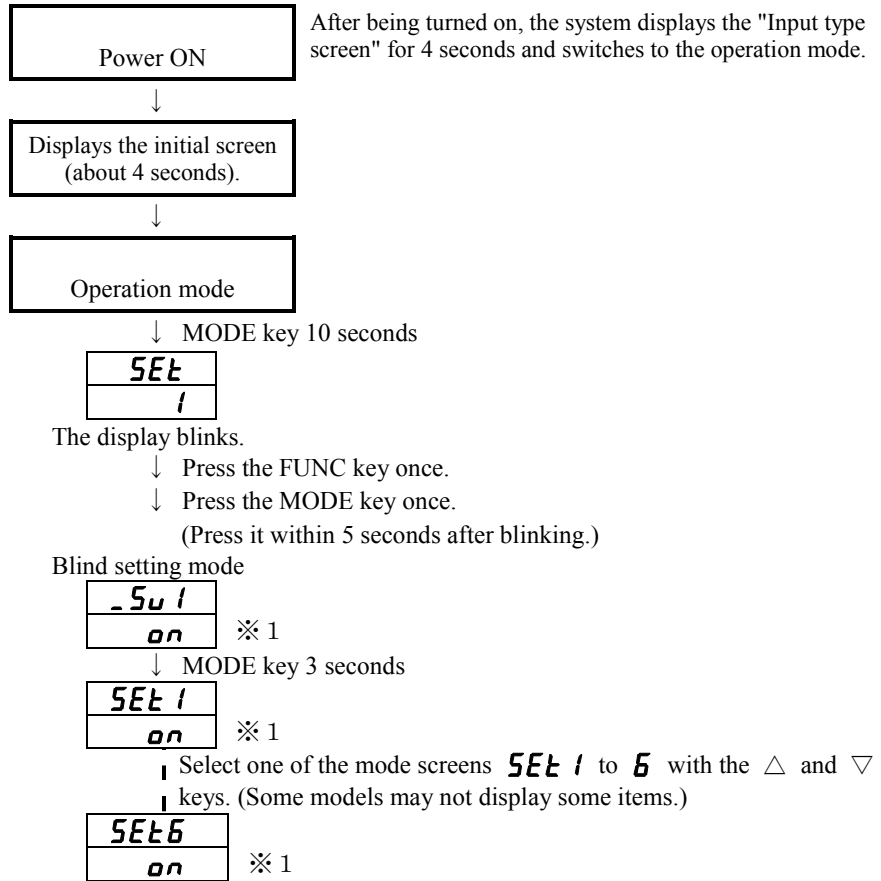 After being turned on, the system displays the "Input type
screen" for 4 seconds and switches to the operation mode.
Power ON
↓
Displays the initial screen
(about 4 seconds).
↓
Operation mode
↓ MODE key 10 seconds
SEt
1
The display blinks.
↓ Press the FUNC key once.
↓ Press the MODE key once.
(Press it within 5 seconds after blinking.)
Blind setting mode
_Sv1
on ※1
↓ MODE key 3 seconds
SEt1
on ※1
Select one of the mode screens SEt1 to 6 with the △ and ▽
keys. (Some models may not display some items.)
SEt6
on ※1